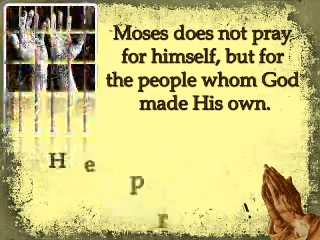 Moses does not pray
for himself, but for
the people whom God
made His own.
H e p r